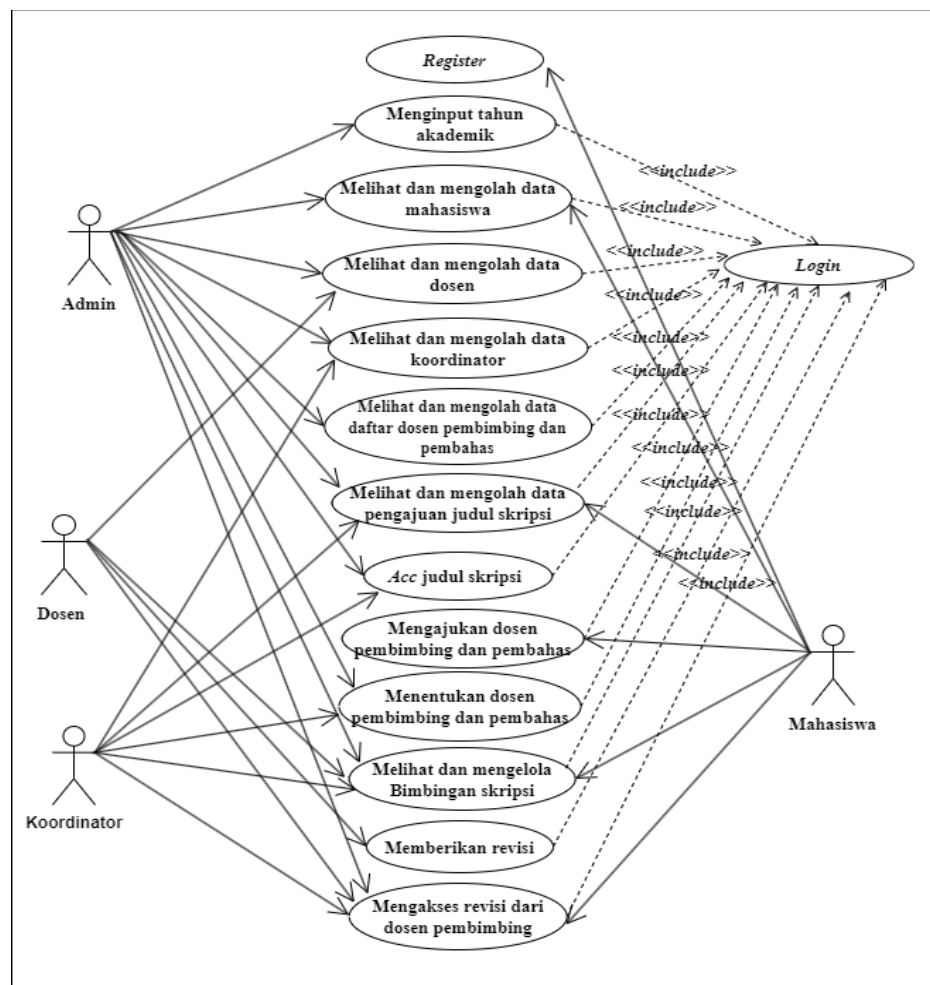 Register
Menginput tahun
akademik
<<include>>
Melihat dan mengolah data
mahasiswa
<<include>>
Admin
Melihat dan mengolah data
dosen
<<include>>
Login
Melihat dan mengolah data
koordinator
<<include>>
<<include>>
<<include>>
Melihat dan mengolah data
daftar dosen pembimbing dan
pembahas
<<include>>
<<include>>
Melihat dan mengolah data
pengajuan judul skripsi
<<include>>
<<include>>
Dosen
Acc judul skripsi
<<include>>
<<include>>
Mengajukan dosen
pembimbing dan pembahas
Mahasiswa
Menentukan dosen
pembimbing dan pembahas
Koordinator
Melihat dan mengelola
Bimbingan skripsi
Memberikan revisi
Mengakses revisi dari
dosen pembimbing